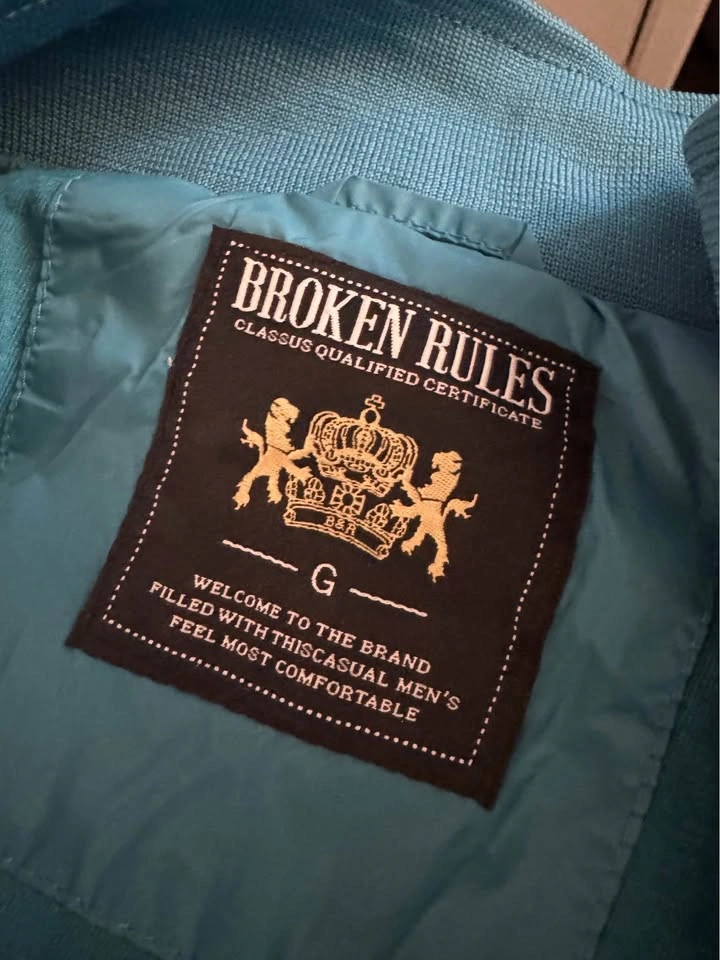 BROKEN RULES
CLASSUS QUALIFIED CERTIFICATE
B&R
G
WELCOME TO THE BRAND
FILLED WITH THISCASUAL MEN'S
FEEL MOST COMFORTABLE